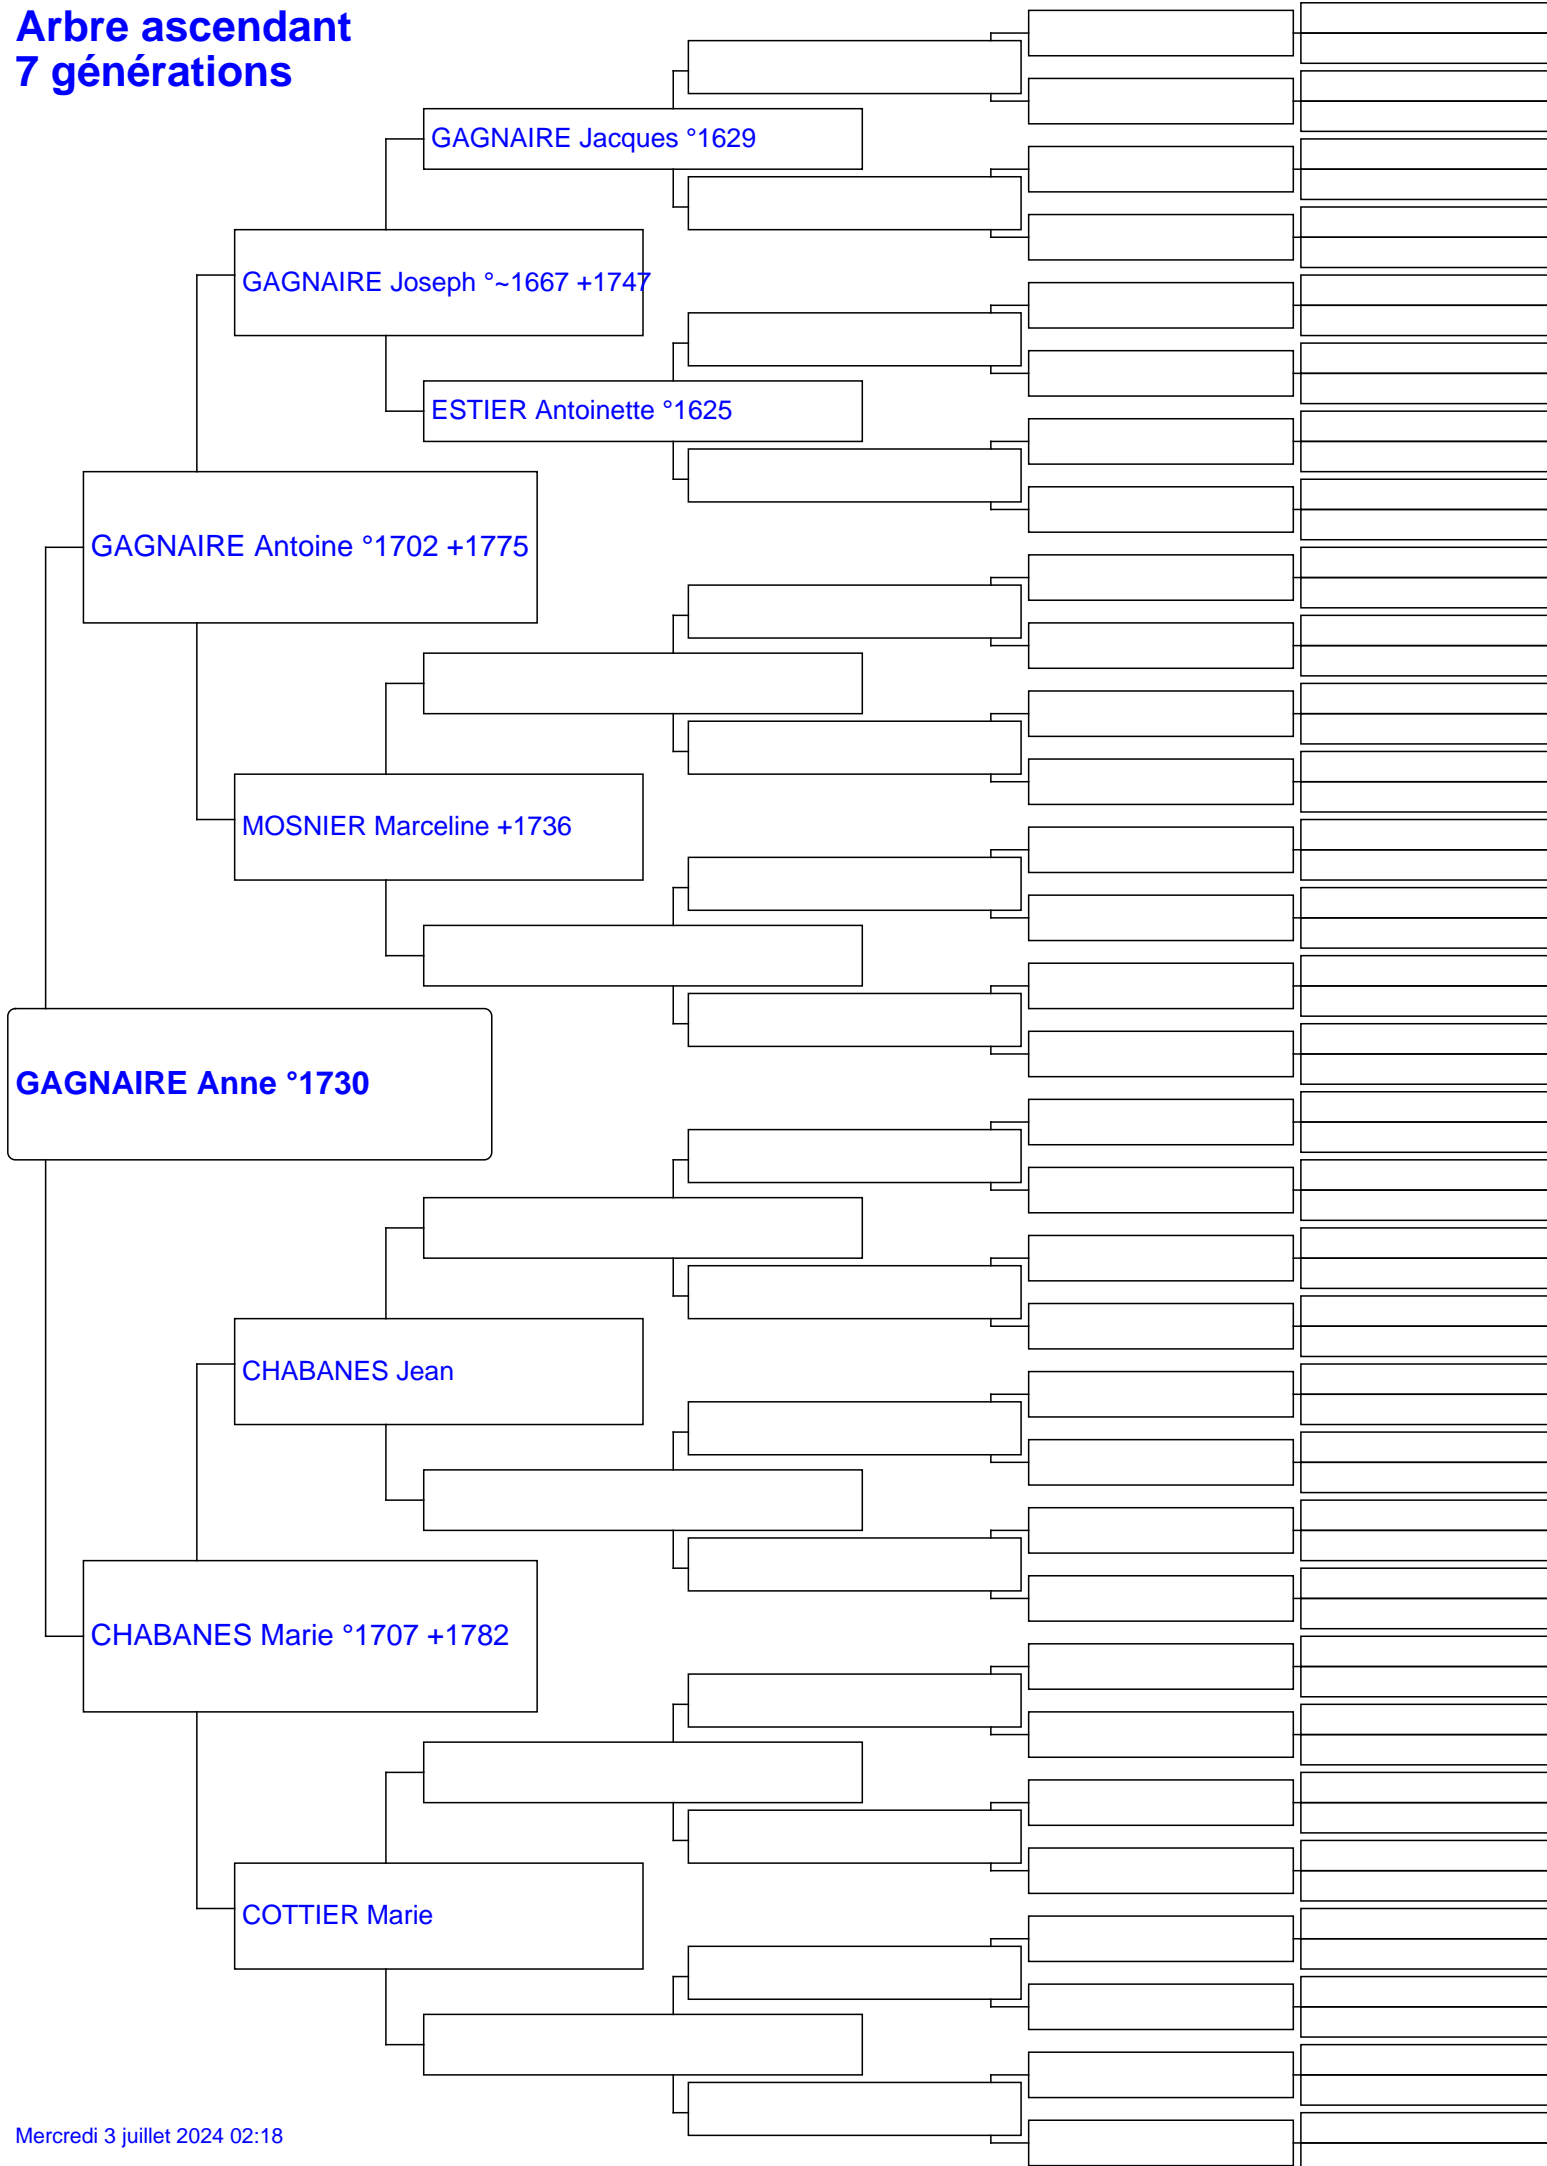 Arbre ascendant
7 générations
GAGNAIRE Jacques °1629
GAGNAIRE Joseph °~1667 +1747
ESTIER Antoinette °1625
GAGNAIRE Antoine °1702 +1775
MOSNIER Marceline +1736
GAGNAIRE Anne °1730
CHABANES Jean
CHABANES Marie °1707 +1782
COTTIER Marie
Mercredi 3 juillet 2024 02:18